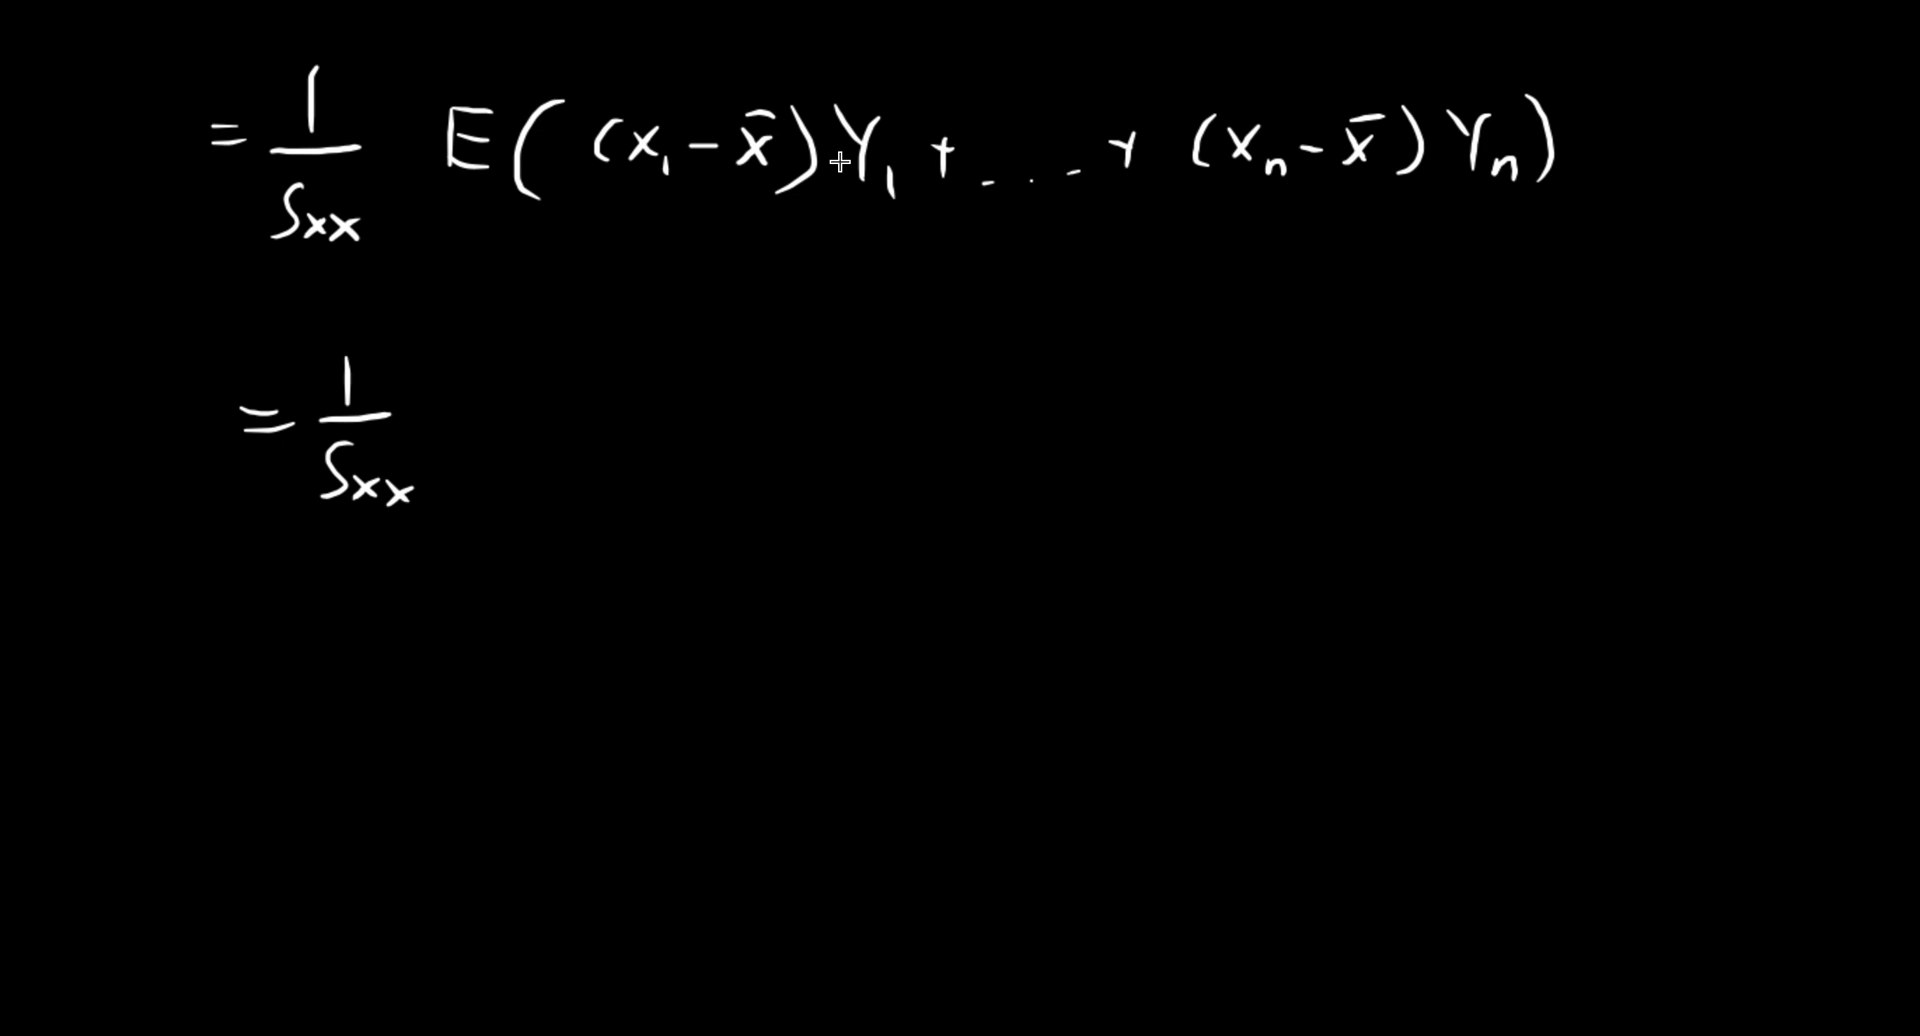 = 1/Sxx E( (x₁ - x̄)Y₁ + ... + (xₙ - x̄)Yₙ)
= 1/Sxx